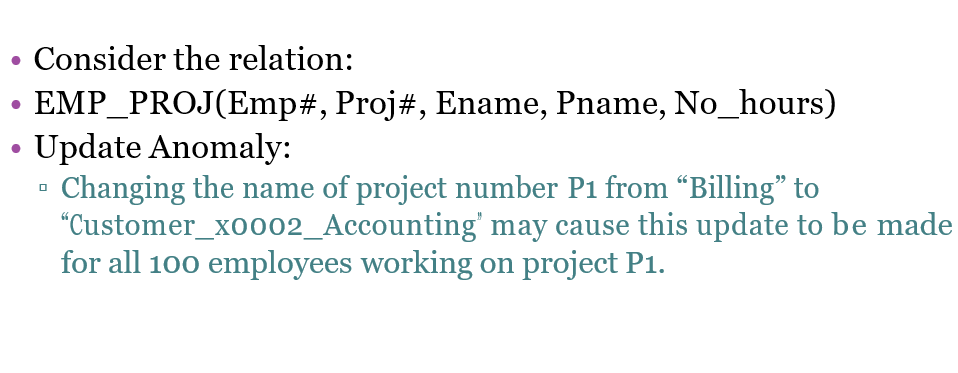 • Consider the relation:
• EMP_PROJ(Emp#, Proj#, Ename, Pname, No_hours)
• Update Anomaly:
▫ Changing the name of project number P1 from “Billing” to
“Customer_x0002_Accounting” may cause this update to be made
for all 100 employees working on project P1.